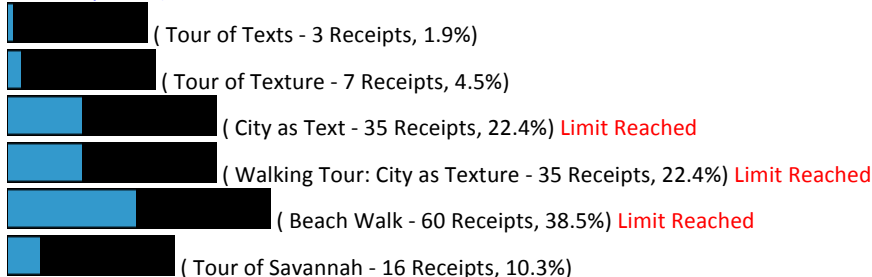 ( Tour of Texts - 3 Receipts, 1.9%)
( Tour of Texture - 7 Receipts, 4.5%)
( City as Text - 35 Receipts, 22.4%) Limit Reached
( Walking Tour: City as Texture - 35 Receipts, 22.4%) Limit Reached
( Beach Walk - 60 Receipts, 38.5%) Limit Reached
( Tour of Savannah - 16 Receipts, 10.3%)